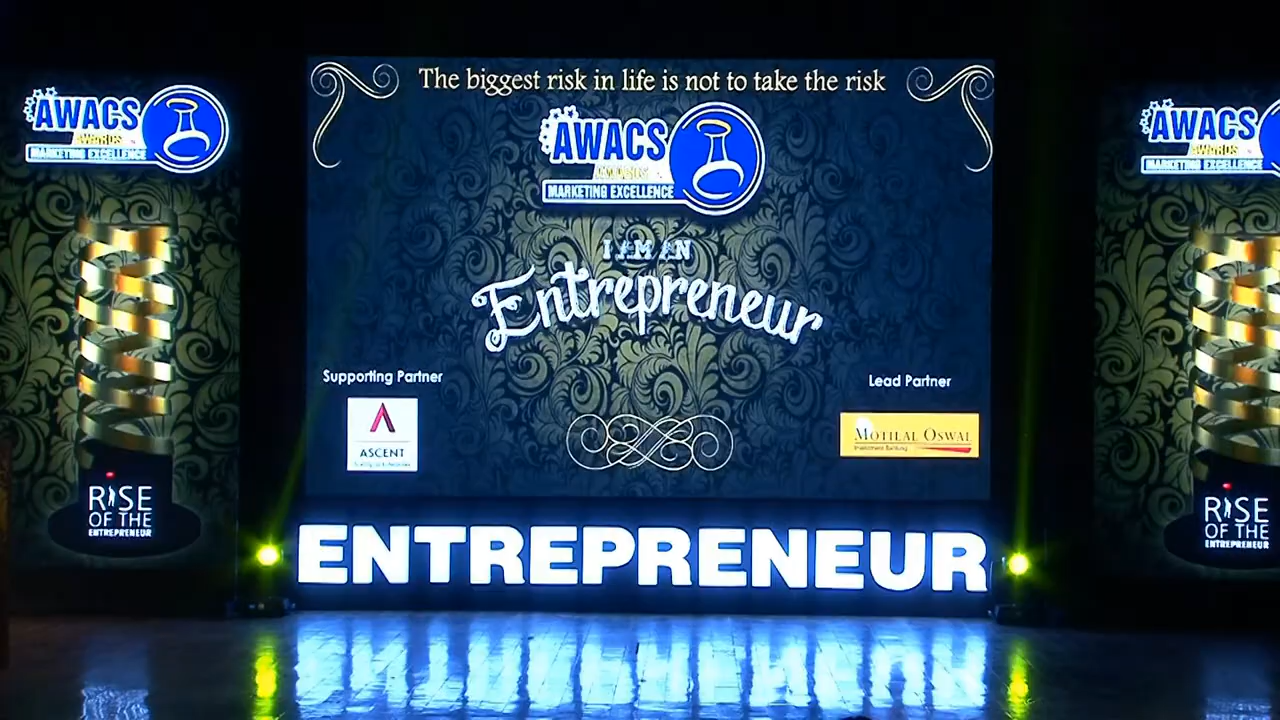 The biggest risk in life is not to take the risk
AWACS
AWARDS
MARKETING EXCELLENCE
AWACS
AWARDS
MARKETING EXCELLENCE
AWACS
AWARDS
MARKETING EXCELLENCE
I AM AN
Entrepreneur
Supporting Partner
ASCENT
Lead Partner
MOTILAL OSWAL
Investment Banking
RISE
OF THE
ENTREPRENEUR
RISE
OF THE
ENTREPRENEUR
ENTREPRENEUR